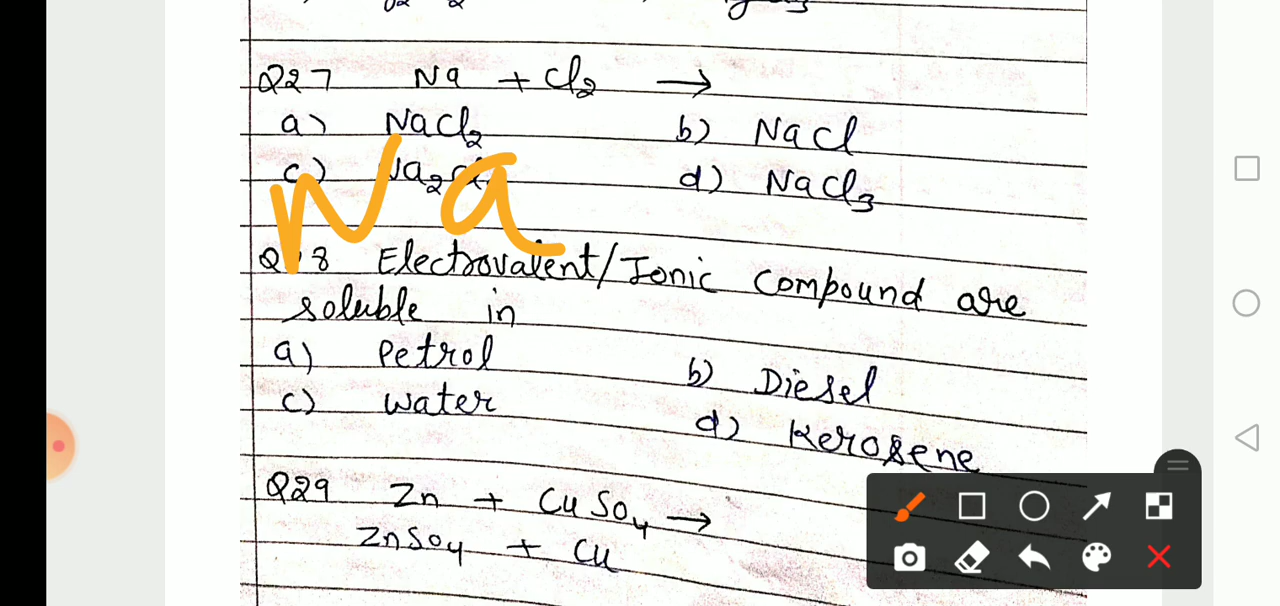 Q27 Na + Cl₂ →
a) NaCl₂ b) NaCl
c) d) NaCl₃
Na
Electrovalent/Ionic Compound are
soluble in
a) Petrol b) Diesel
c) water d) Kerosene
Q29 Zn + CuSO₄ →
ZnSO₄ + Cu